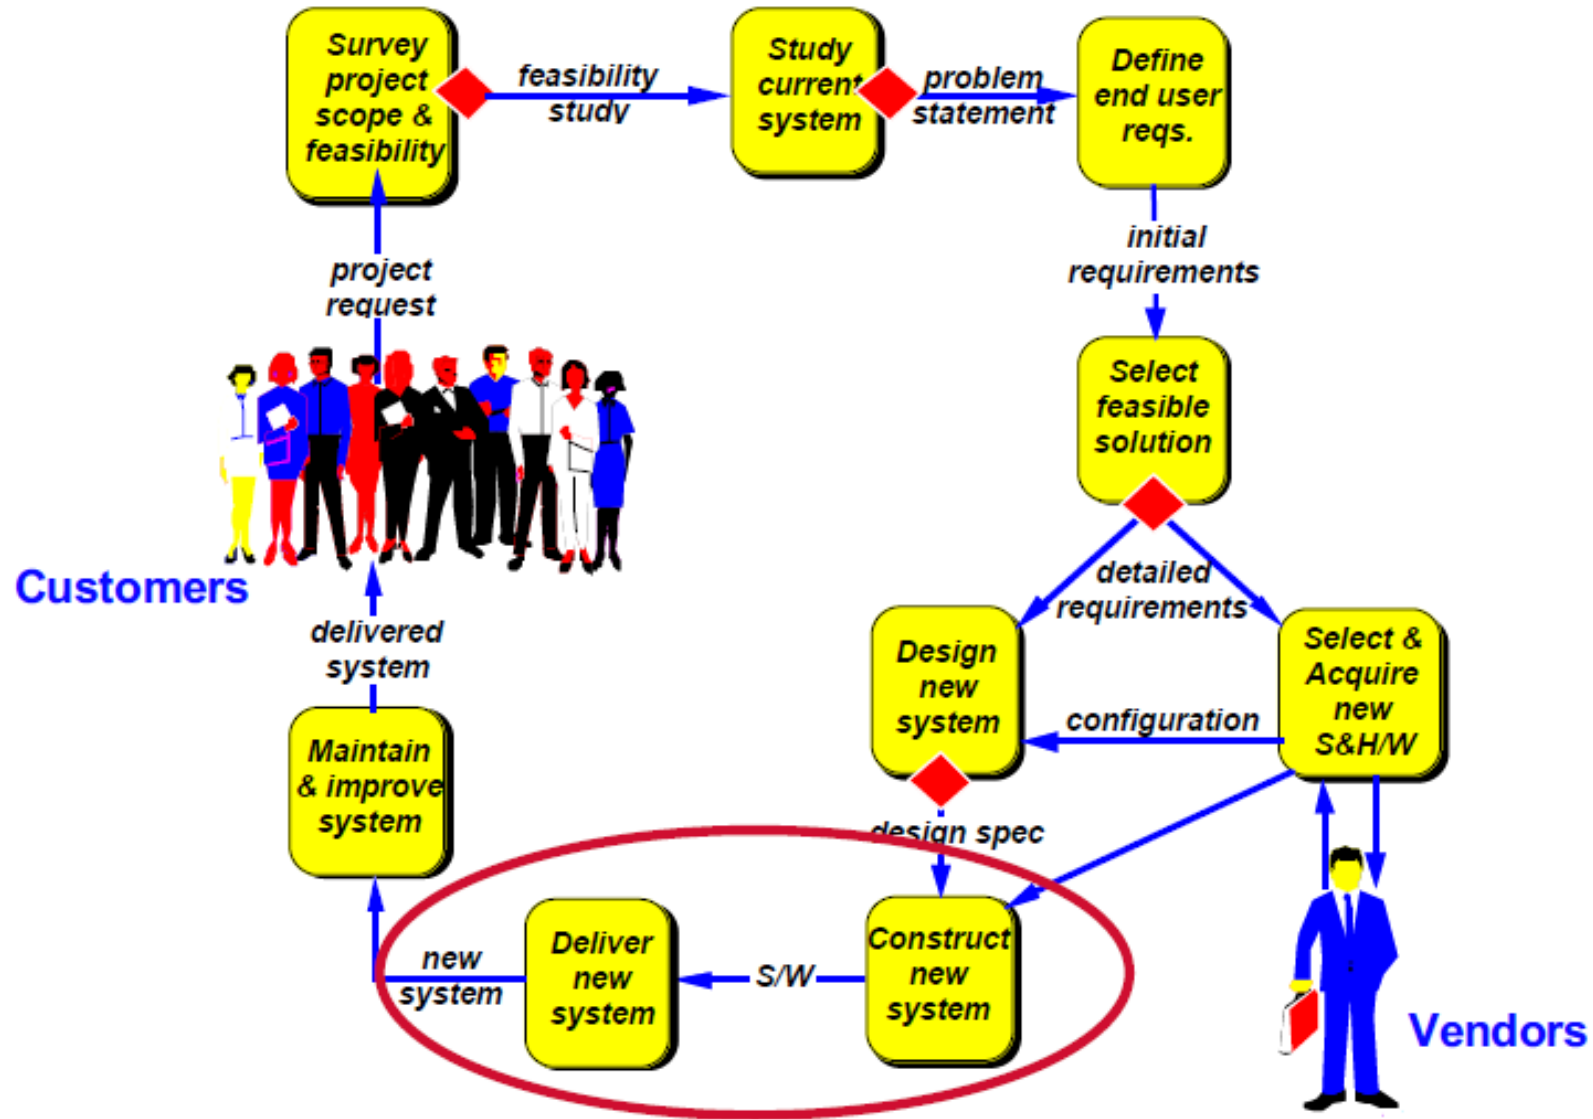 Survey
project
scope &
feasibility
feasibility
study
Study
current
system
problem
statement
Define
end user
reqs.
initial
requirements
project
request
Select
feasible
solution
Customers
detailed
requirements
delivered
system
Design
new
system
Select &
Acquire
new
S&H/W
configuration
Maintain
& improve
system
design spec
Deliver
new
system
new
system
S/W
Construct
new
system
Vendors